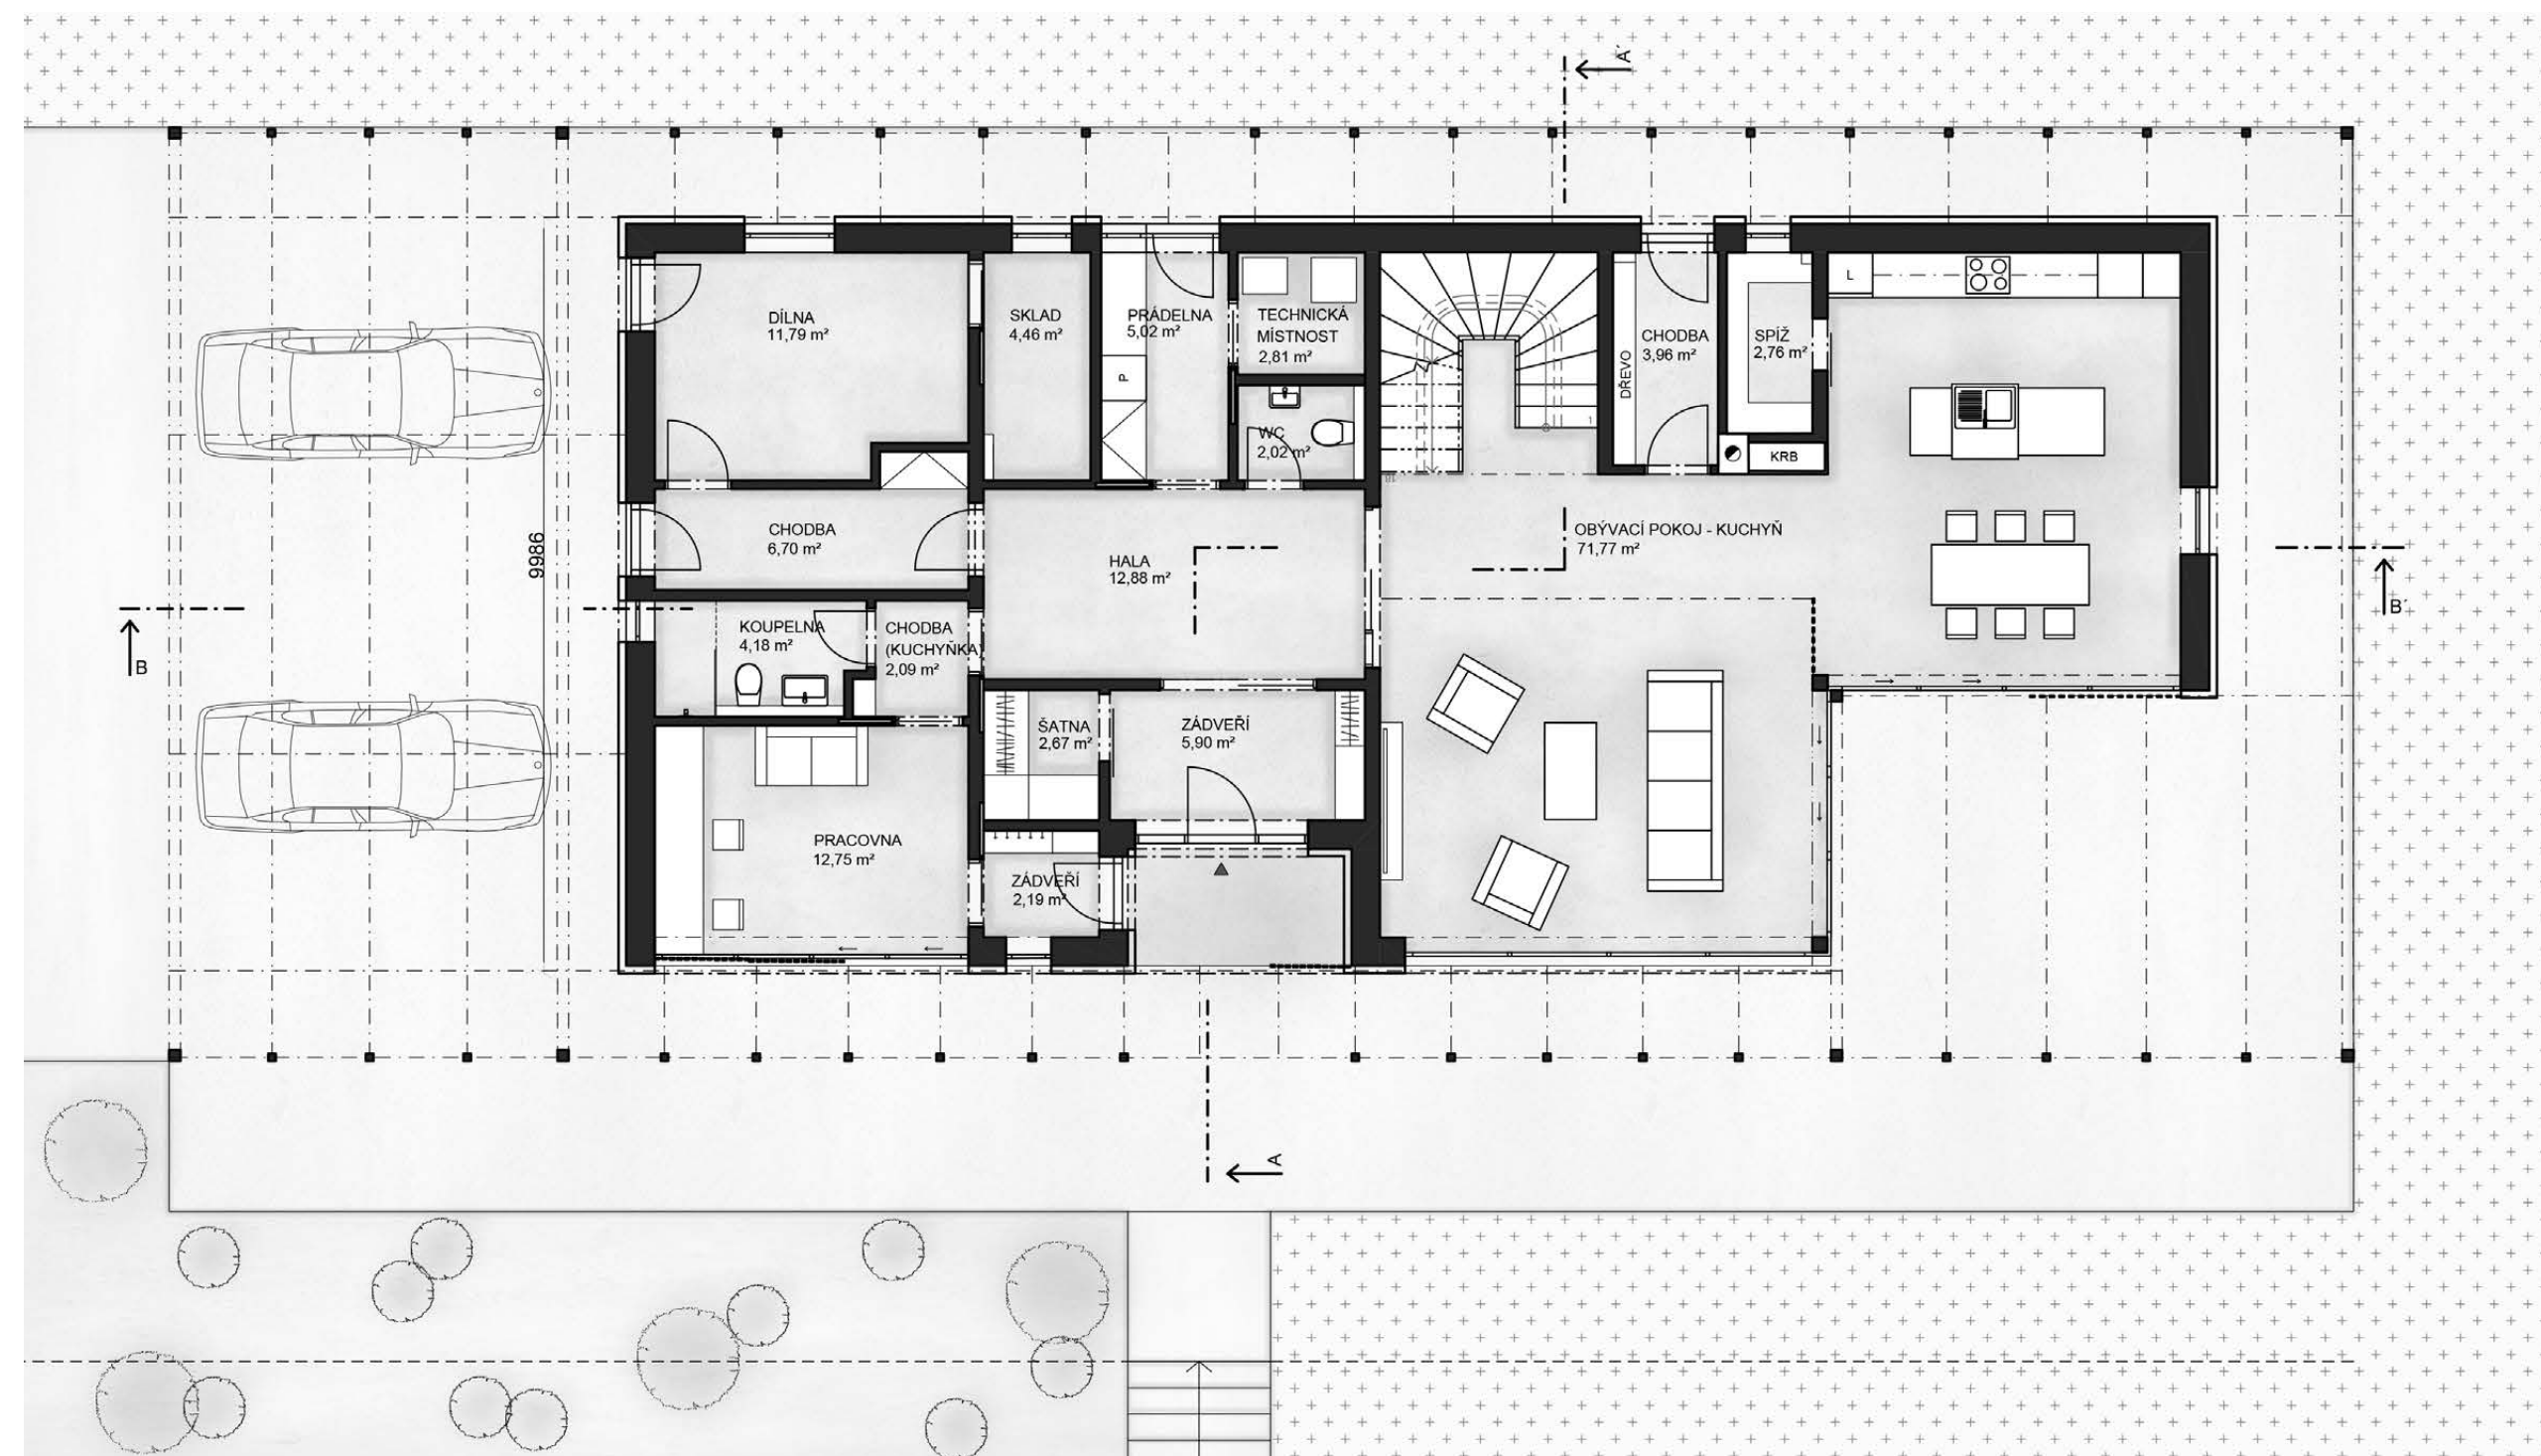 A´
DÍLNA
11,79 m²
SKLAD
4,46 m²
PRÁDELNA
5,02 m²
P
TECHNICKÁ
MÍSTNOST
2,81 m²
WC
2,02 m²
DŘEVO
CHODBA
3,96 m²
SPÍŽ
2,76 m²
KRB
L
1
18
9986
CHODBA
6,70 m²
HALA
12,88 m²
OBÝVACÍ POKOJ - KUCHYŇ
71,77 m²
B
B´
KOUPELNA
4,18 m²
CHODBA
(KUCHYŇKA)
2,09 m²
ŠATNA
2,67 m²
ZÁDVEŘÍ
5,90 m²
PRACOVNA
12,75 m²
ZÁDVEŘÍ
2,19 m²
A